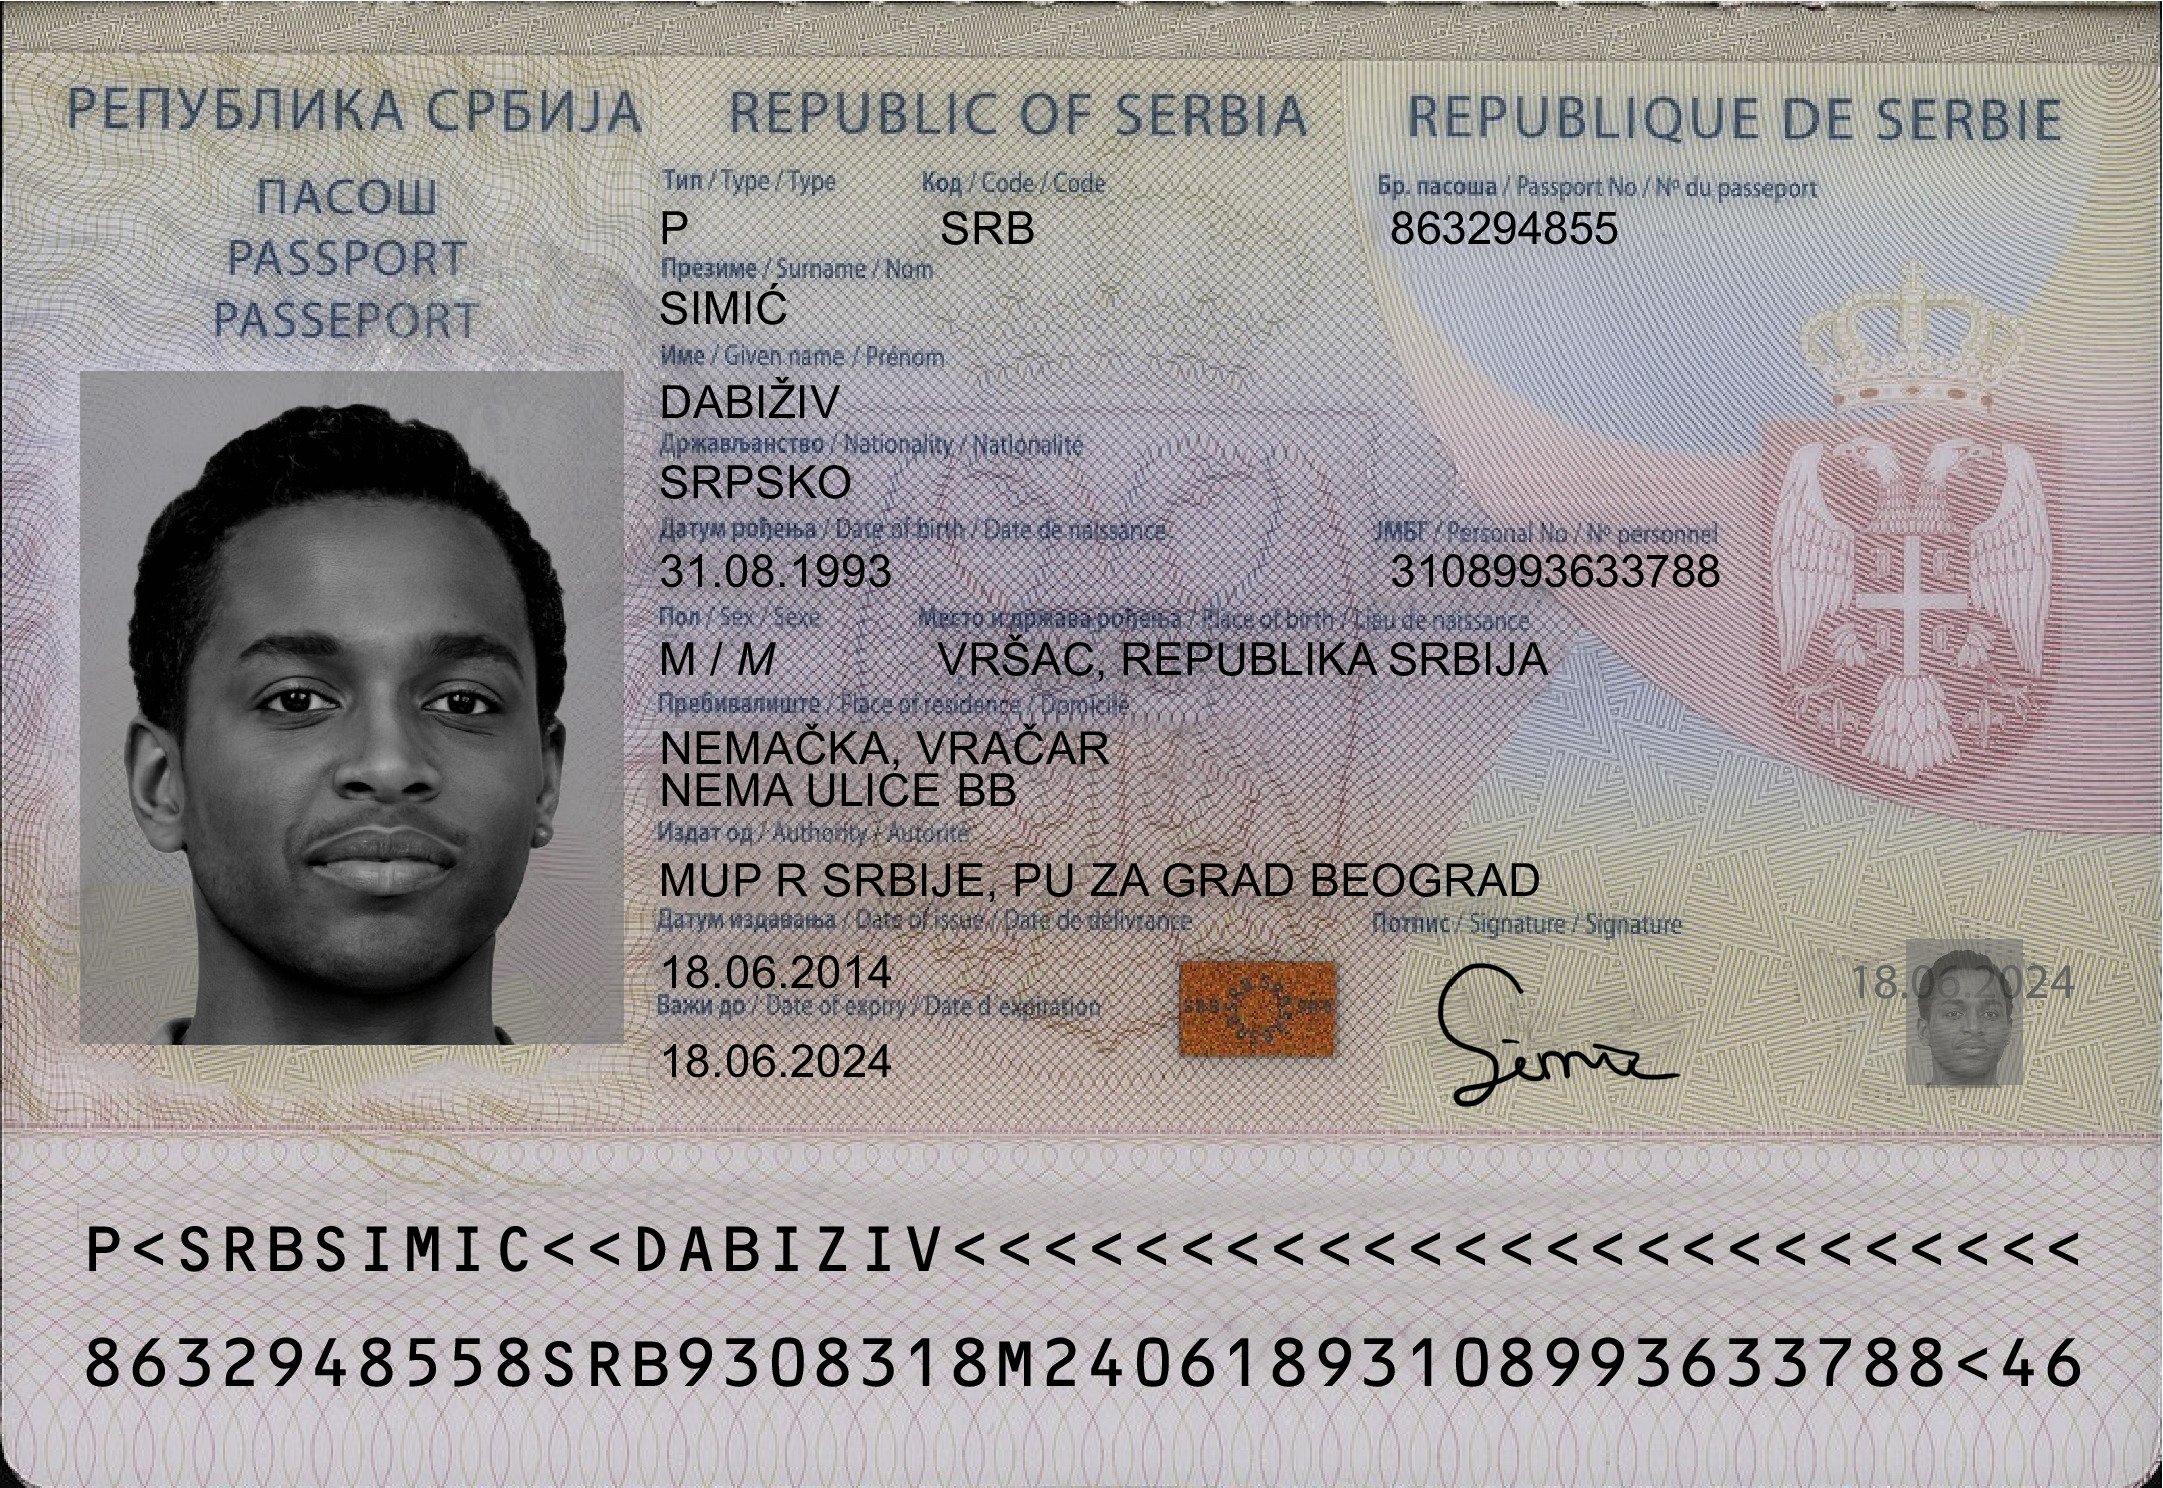 РЕПУБЛИКА СРБИЈА REPUBLIC OF SERBIA REPUBLIQUE DE SERBIE
ПАСОШ
PASSPORT
PASSEPORT
Тип / Type / Type Код / Code / Code Бр. пасоша / Passport No / Nº du passeport
P SRB 863294855
Презиме / Surname / Nom
SIMIĆ
Име / Given name / Prénom
DABIŽIV
Држављанство / Nationality / Nationalité
SRPSKO
Датум рођења / Date of birth / Date de naissance ЈМБГ / Personal No / Nº personnel
31.08.1993 3108993633788
Пол / Sex / Sexe Место и држава рођења / Place of birth / Lieu de naissance
M / M VRŠAC, REPUBLIKA SRBIJA
Пребивалиште / Place of residence / Domicile
NEMAČKA, VRAČAR
NEMA ULICE BB
Издат од / Authority / Autorité
MUP R SRBIJE, PU ZA GRAD BEOGRAD
Датум издавања / Date of issue / Date de délivrance Потпис / Signature / Signature
18.06.2014
Важи до / Date of expiry / Date d expiration
18.06.2024
Simić
18.06.2024
P<SRBSIMIC<<DABIZIV<<<<<<<<<<<<<<<<<<<<<<<<<
8632948558SRB9308318M24061893108993633788<46